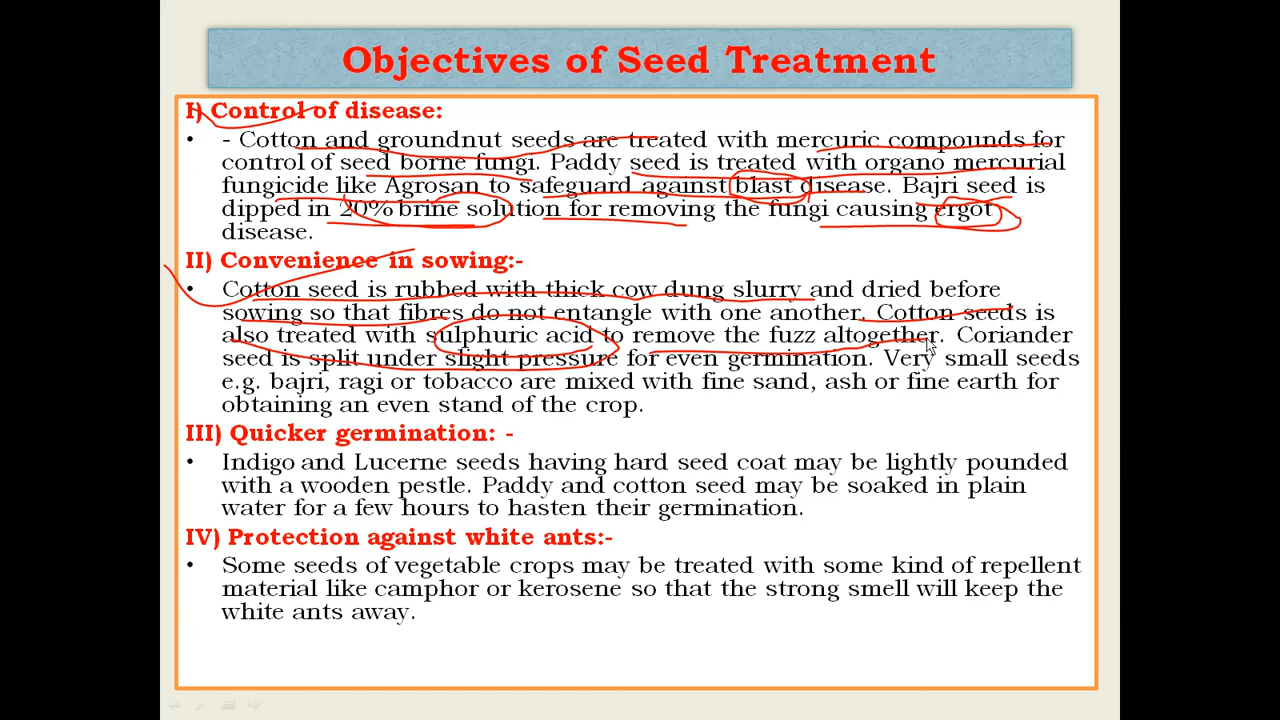 Objectives of Seed Treatment
I) Control of disease:
• - Cotton and groundnut seeds are treated with mercuric compounds for
control of seed borne fungi. Paddy seed is treated with organo mercurial
fungicide like Agrosan to safeguard against blast disease. Bajri seed is
dipped in 20% brine solution for removing the fungi causing ergot
disease.
II) Convenience in sowing:-
• Cotton seed is rubbed with thick cow dung slurry and dried before
sowing so that fibres do not entangle with one another. Cotton seeds is
also treated with sulphuric acid to remove the fuzz altogether. Coriander
seed is split under slight pressure for even germination. Very small seeds
e.g. bajri, ragi or tobacco are mixed with fine sand, ash or fine earth for
obtaining an even stand of the crop.
III) Quicker germination: -
• Indigo and Lucerne seeds having hard seed coat may be lightly pounded
with a wooden pestle. Paddy and cotton seed may be soaked in plain
water for a few hours to hasten their germination.
IV) Protection against white ants:-
• Some seeds of vegetable crops may be treated with some kind of repellent
material like camphor or kerosene so that the strong smell will keep the
white ants away.